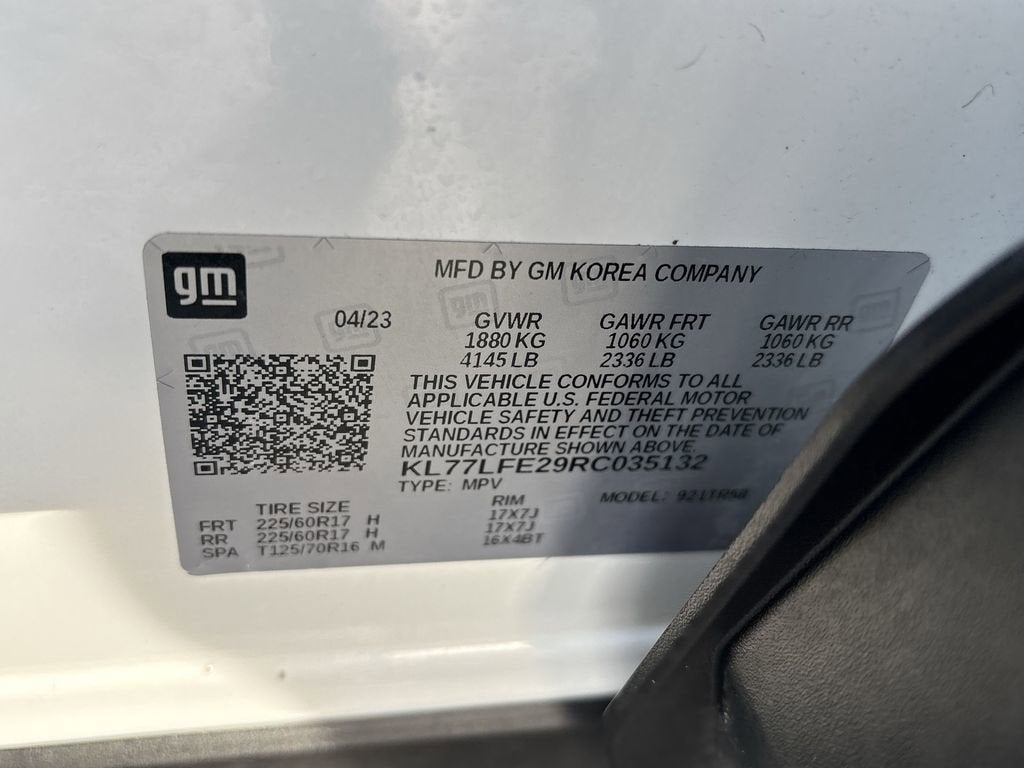 gm
MFD BY GM KOREA COMPANY
04/23 GVWR GAWR FRT GAWR RR
1880 KG 1060 KG 1060 KG
4145 LB 2336 LB 2336 LB
THIS VEHICLE CONFORMS TO ALL
APPLICABLE U.S. FEDERAL MOTOR
VEHICLE SAFETY AND THEFT PREVENTION
STANDARDS IN EFFECT ON THE DATE OF
MANUFACTURE SHOWN ABOVE.
KL77LFE29RC035132
TYPE: MPV MODEL:
TIRE SIZE RIM
FRT 225/60R17 H 17X7J
RR 225/60R17 H 17X7J
SPA T125/70R16 M 16X4BT